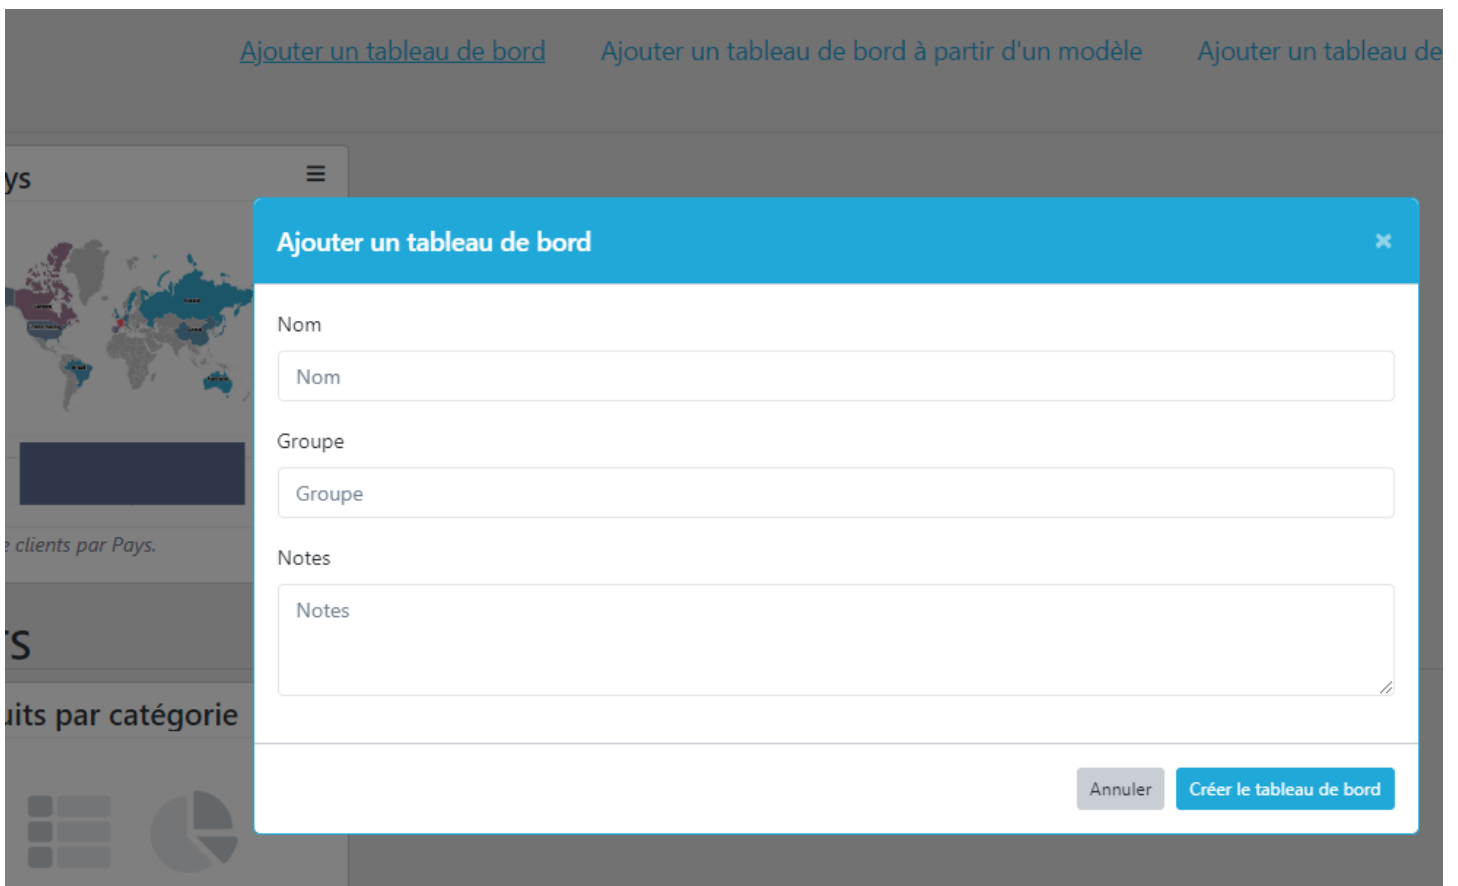 Ajouter un tableau de bord Ajouter un tableau de bord à partir d'un modèle Ajouter un tableau de
ys
Ajouter un tableau de bord
Nom
Nom
Groupe
Groupe
clients par Pays.
Notes
Notes
uits par catégorie
Annuler Créer le tableau de bord